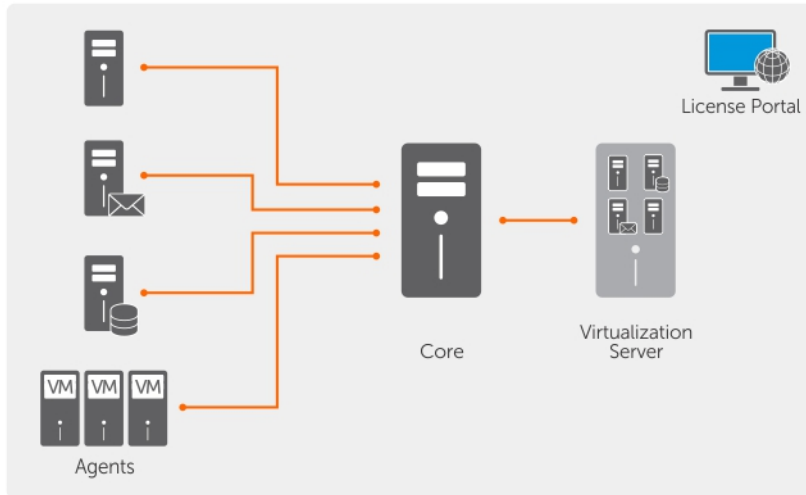 License Portal
Core
Virtualization
Server
VM VM VM
Agents